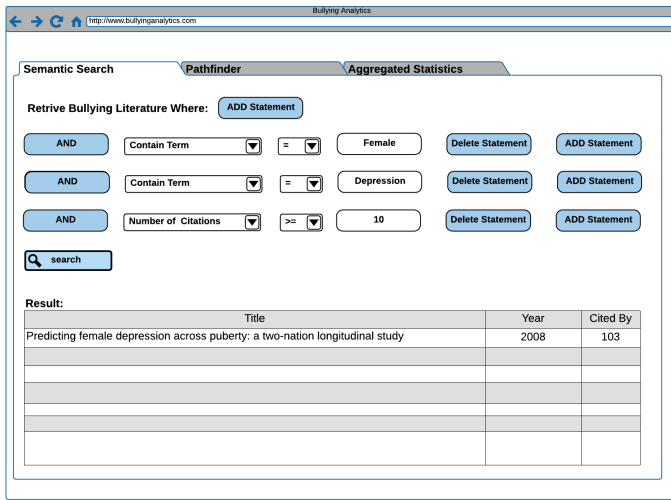 Bullying Analytics
http://www.bullyinganalytics.com
Semantic Search Pathfinder Aggregated Statistics
Retrive Bullying Literature Where: ADD Statement
AND Contain Term = Female Delete Statement ADD Statement
AND Contain Term = Depression Delete Statement ADD Statement
AND Number of Citations >= 10 Delete Statement ADD Statement
search
Result:
Title Year Cited By
Predicting female depression across puberty: a two-nation longitudinal study 2008 103